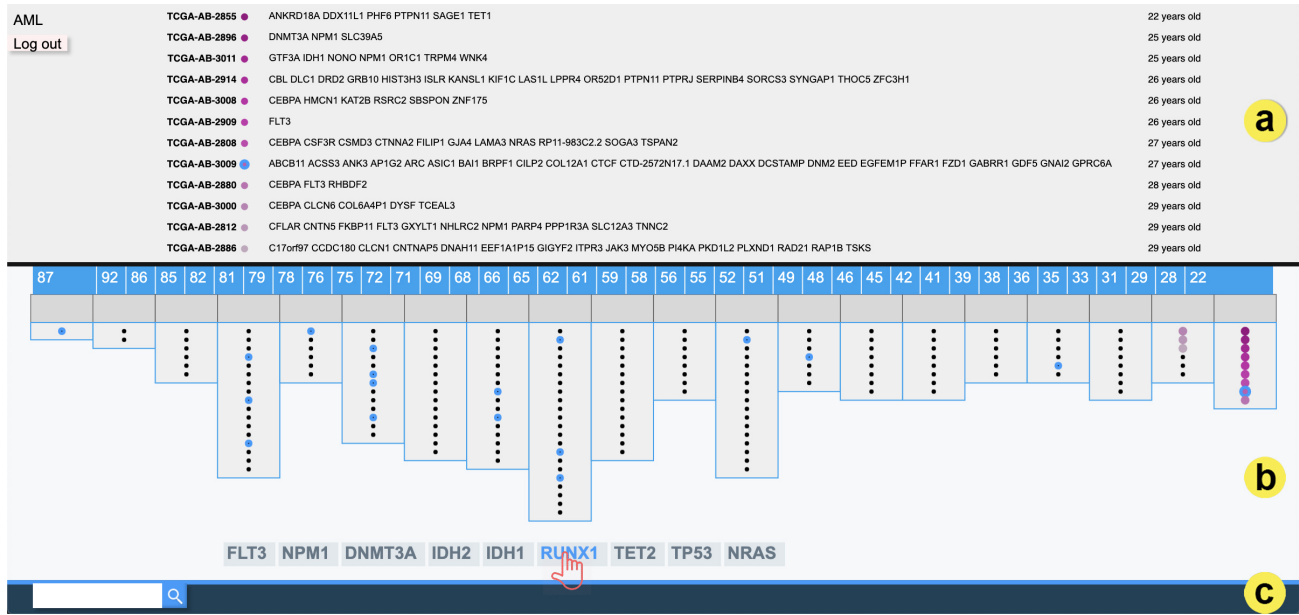 AML
Log out
TCGA-AB-2855 ANKRD18A DDX11L1 PHF6 PTPN11 SAGE1 TET1 22 years old
TCGA-AB-2896 DNMT3A NPM1 SLC39A5 25 years old
TCGA-AB-3011 GTF3A IDH1 NONO NPM1 OR1C1 TRPM4 WNK4 25 years old
TCGA-AB-2914 CBL DLC1 DRD2 GRB10 HIST3H3 ISLR KANSL1 KIF1C LAS1L LPPR4 OR52D1 PTPN11 PTPRJ SERPINB4 SORCS3 SYNGAP1 THOC5 ZFC3H1 26 years old
TCGA-AB-3008 CEBPA HMCN1 KAT2B RSRC2 SBSPON ZNF175 26 years old
TCGA-AB-2909 FLT3 26 years old
TCGA-AB-2808 CEBPA CSF3R CSMD3 CTNNA2 FILIP1 GJA4 LAMA3 NRAS RP11-983C2.2 SOGA3 TSPAN2 27 years old
TCGA-AB-3009 ABCB11 ACSS3 ANK3 AP1G2 ARC ASIC1 BAI1 BRPF1 CILP2 COL12A1 CTCF CTD-2572N17.1 DAAM2 DAXX DCSTAMP DNM2 EED EGFEM1P FFAR1 FZD1 GABRR1 GDF5 GNAI2 GPRC6A 27 years old
TCGA-AB-2880 CEBPA FLT3 RHBDF2 28 years old
TCGA-AB-3000 CEBPA CLCN6 COL6A4P1 DYSF TCEAL3 29 years old
TCGA-AB-2812 CFLAR CNTN5 FKBP11 FLT3 GXYLT1 NHLRC2 NPM1 PARP4 PPP1R3A SLC12A3 TNNC2 29 years old
TCGA-AB-2886 C17orf97 CCDC180 CLCN1 CNTNAP5 DNAH11 EEF1A1P15 GIGYF2 ITPR3 JAK3 MYO5B PI4KA PKD1L2 PLXND1 RAD21 RAP1B TSKS 29 years old
a
87 92 86 85 82 81 79 78 76 75 72 71 69 68 66 65 62 61 59 58 56 55 52 51 49 48 46 45 42 41 39 38 36 35 33 31 29 28 22
b
FLT3 NPM1 DNMT3A IDH2 IDH1 RUNX1 TET2 TP53 NRAS
c